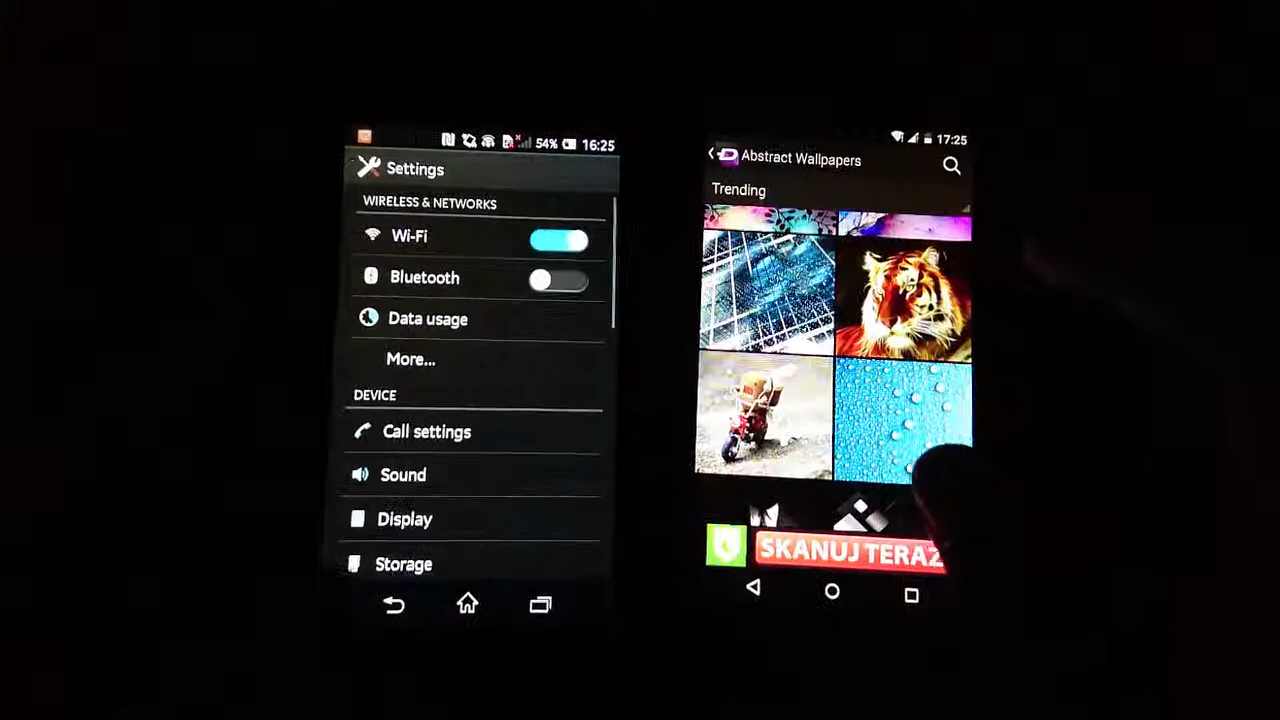 54% 16:25
Settings
WIRELESS & NETWORKS
Wi-Fi
Bluetooth
Data usage
More...
DEVICE
Call settings
Sound
Display
Storage
17:25
Abstract Wallpapers
Trending
SKANUJ TERAZ